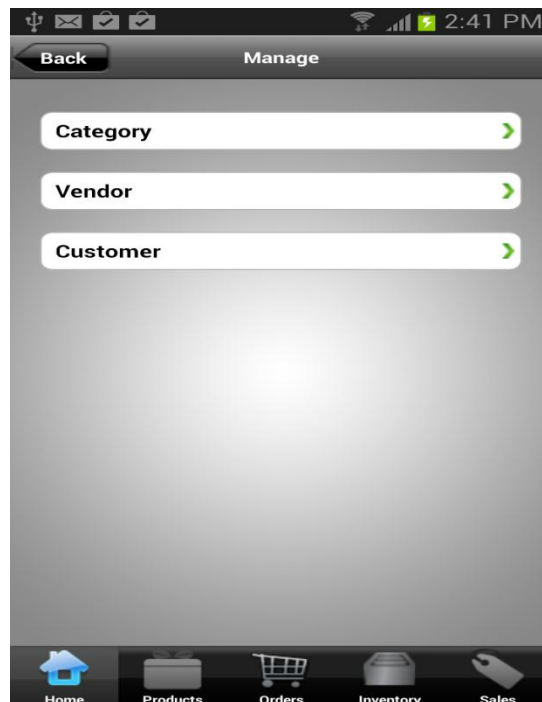 2:41 PM
Back Manage
Category
Vendor
Customer
Home Products Orders Inventory Sales